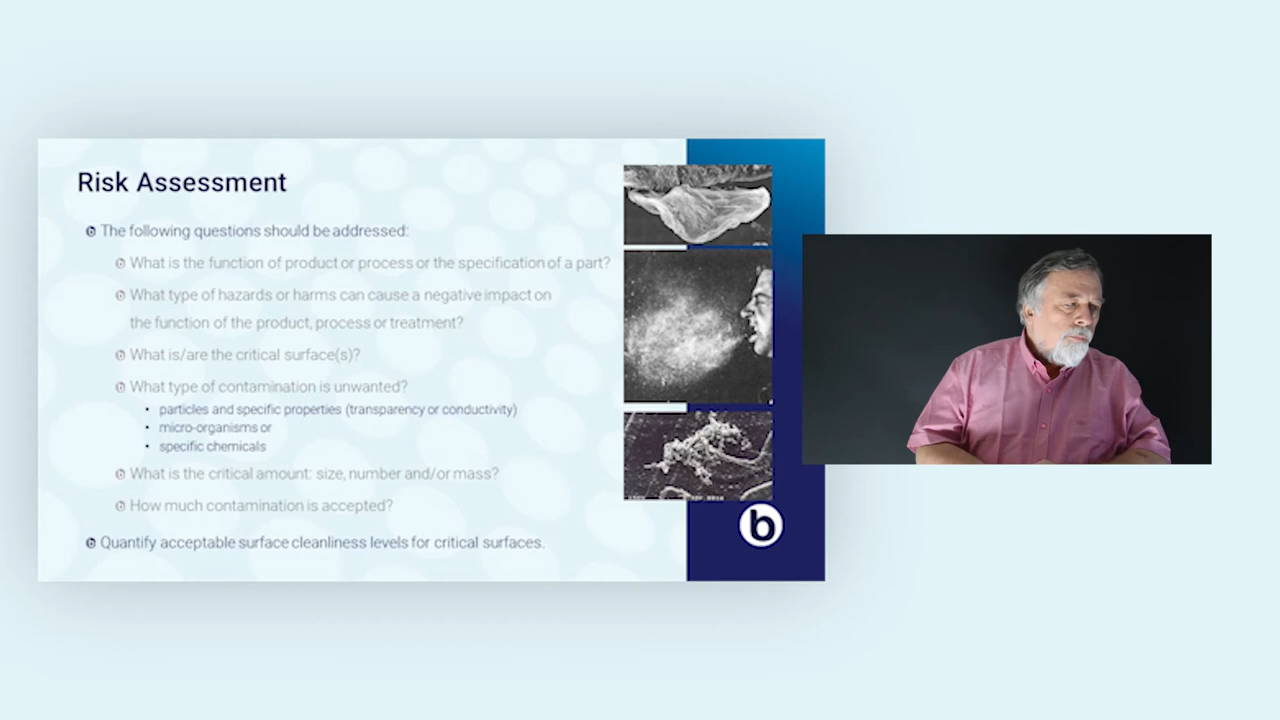 Risk Assessment
The following questions should be addressed:
What is the function of product or process or the specification of a part?
What type of hazards or harms can cause a negative impact on
the function of the product, process or treatment?
What is/are the critical surface(s)?
What type of contamination is unwanted?
• particles and specific properties (transparency or conductivity)
• micro-organisms or
• specific chemicals
What is the critical amount: size, number and/or mass?
How much contamination is accepted?
Quantify acceptable surface cleanliness levels for critical surfaces.
b